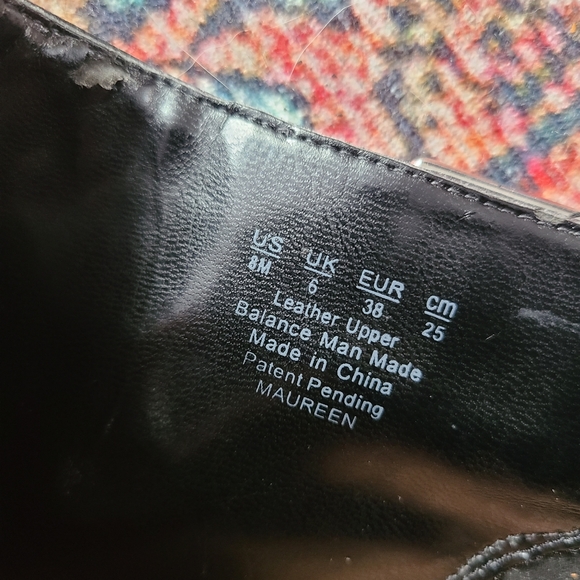 US UK EUR cm
8M 6 38 25
Leather Upper
Balance Man Made
Made in China
Patent Pending
MAUREEN